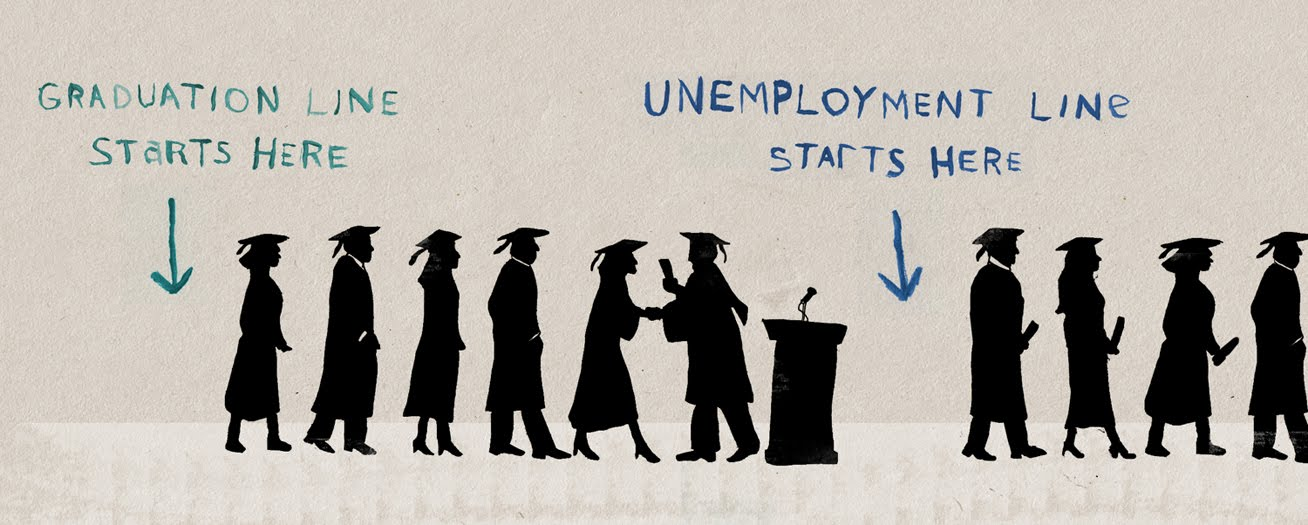 GRADUATION LINE
STaRTS HERE
UNEMPLOYMENT LINe
STArTS HERE